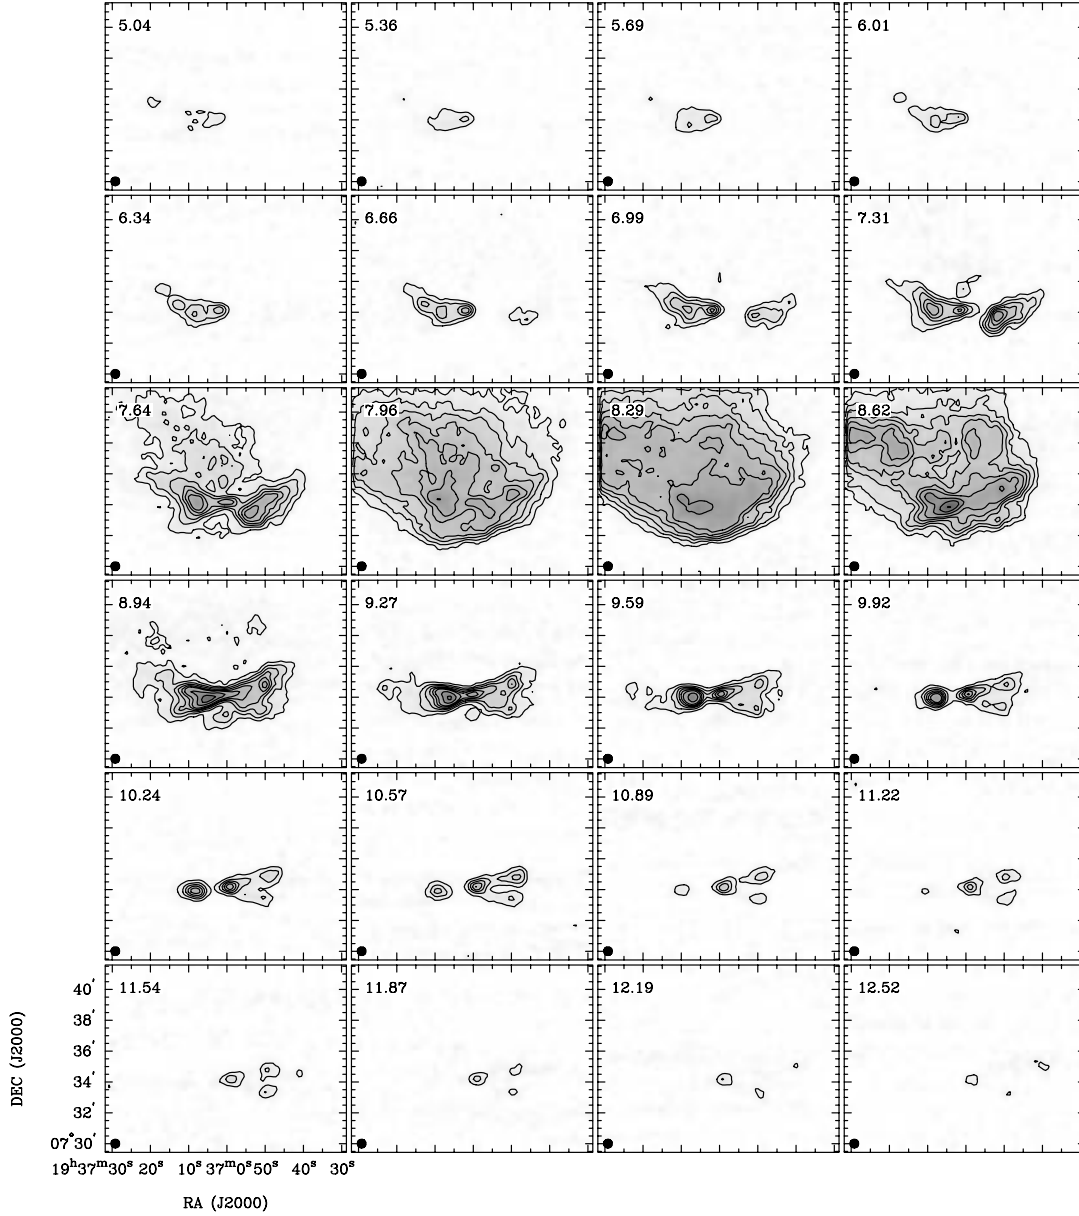 5.04 5.36 5.69 6.01
6.34 6.66 6.99 7.31
7.64 7.96 8.29 8.62
8.94 9.27 9.59 9.92
10.24 10.57 10.89 11.22
11.54 11.87 12.19 12.52
40′
38′
36′
34′
32′
07°30′
DEC (J2000)
19ʰ37ᵐ30ˢ 20ˢ 10ˢ 37ᵐ0ˢ 50ˢ 40ˢ 30ˢ
RA (J2000)